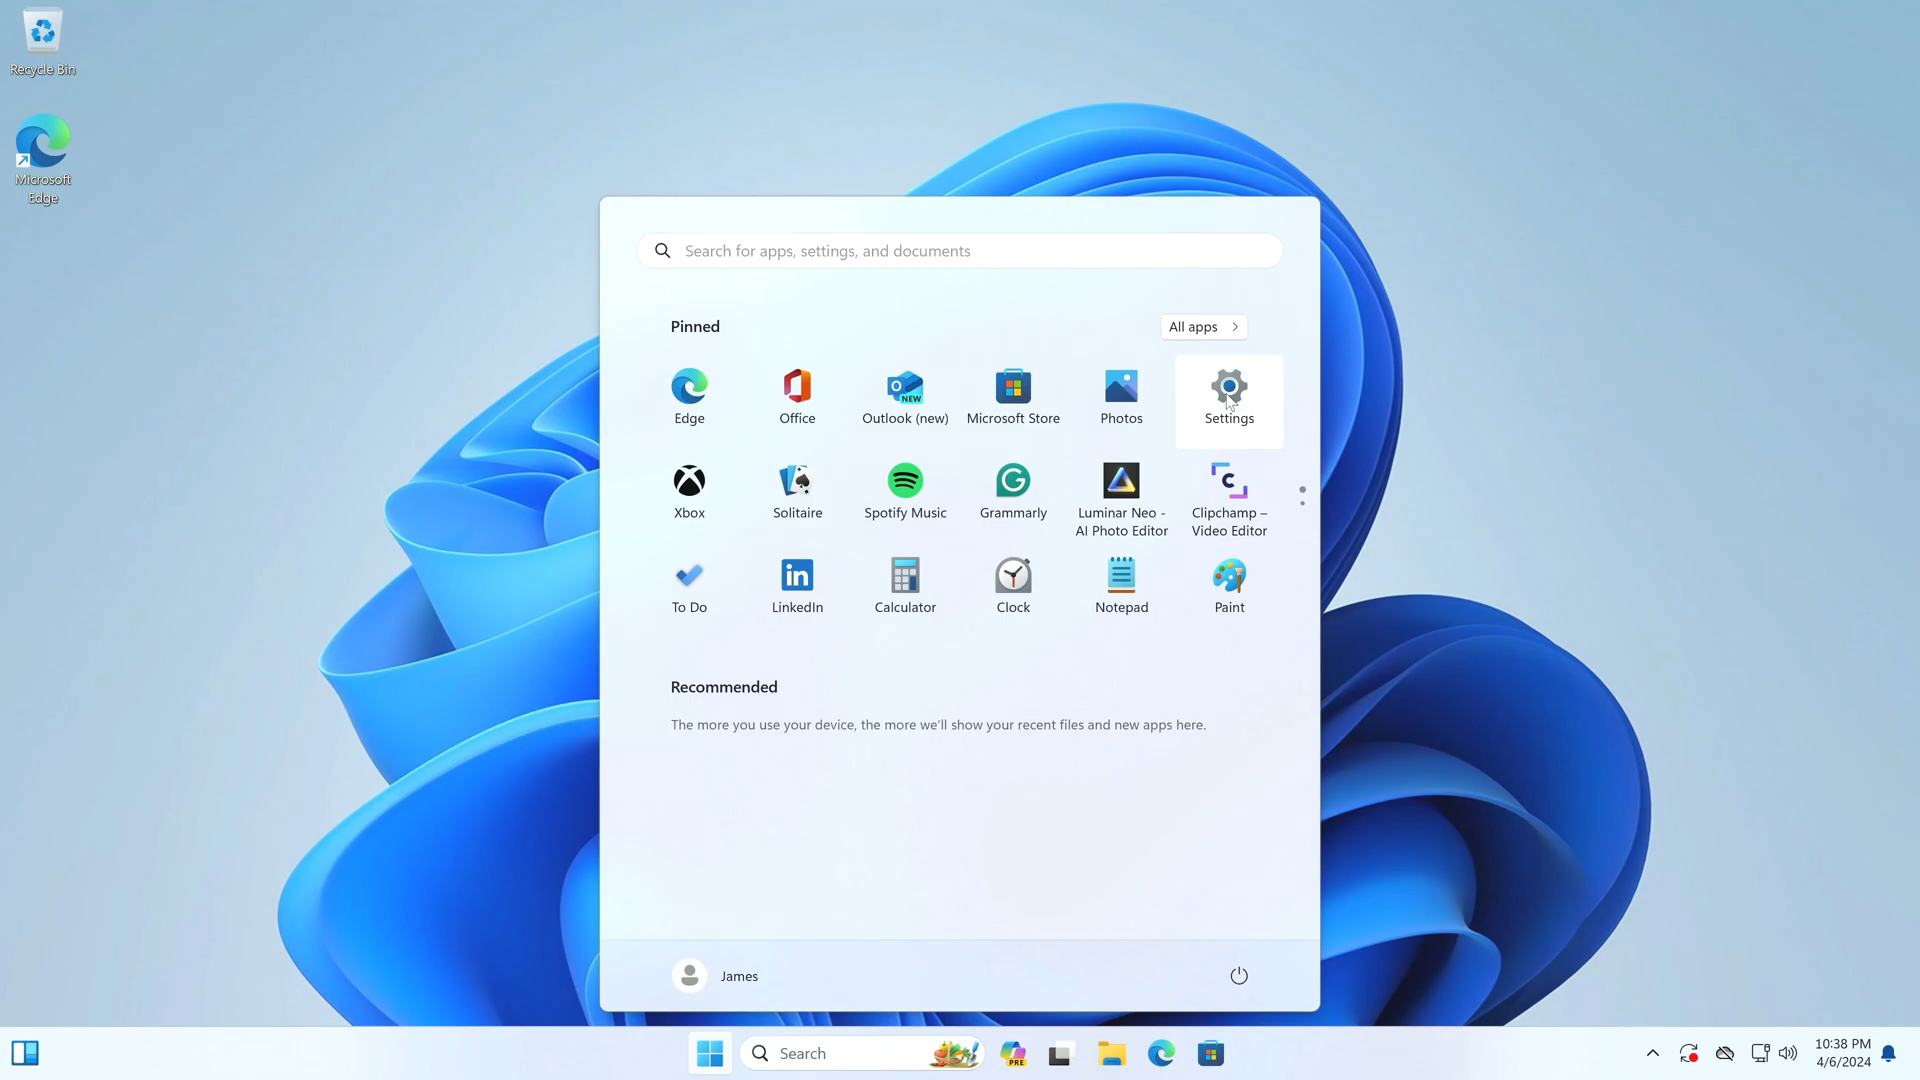 Recycle Bin
Microsoft
Edge
Search for apps, settings, and documents
Pinned
All apps
Edge
Office
NEW
Outlook (new)
Microsoft Store
Photos
Settings
Xbox
Solitaire
Spotify Music
Grammarly
Luminar Neo -
AI Photo Editor
Clipchamp –
Video Editor
To Do
LinkedIn
Calculator
Clock
Notepad
Paint
Recommended
The more you use your device, the more we'll show your recent files and new apps here.
James
Search
PRE
10:38 PM
4/6/2024